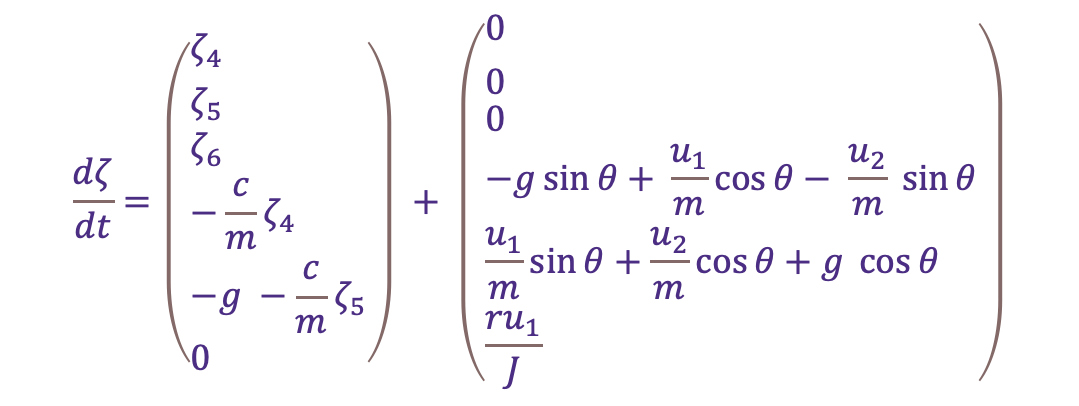 dζ/dt = ( ζ₄ ; ζ₅ ; ζ₆ ; − c/m ζ₄ ; −g − c/m ζ₅ ; 0 ) + ( 0 ; 0 ; 0 ; −g sin θ + u₁/m cos θ − u₂/m sin θ ; u₁/m sin θ + u₂/m cos θ + g cos θ ; ru₁/J )